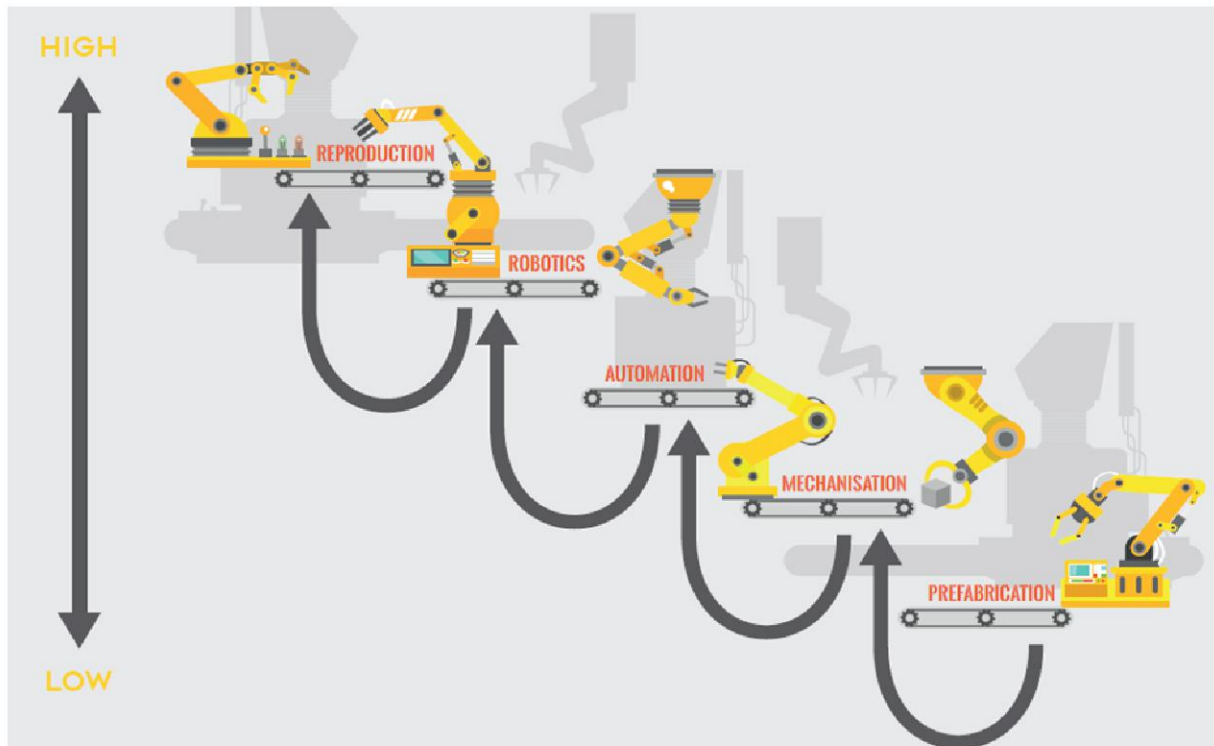 HIGH
REPRODUCTION
ROBOTICS
AUTOMATION
MECHANISATION
PREFABRICATION
LOW